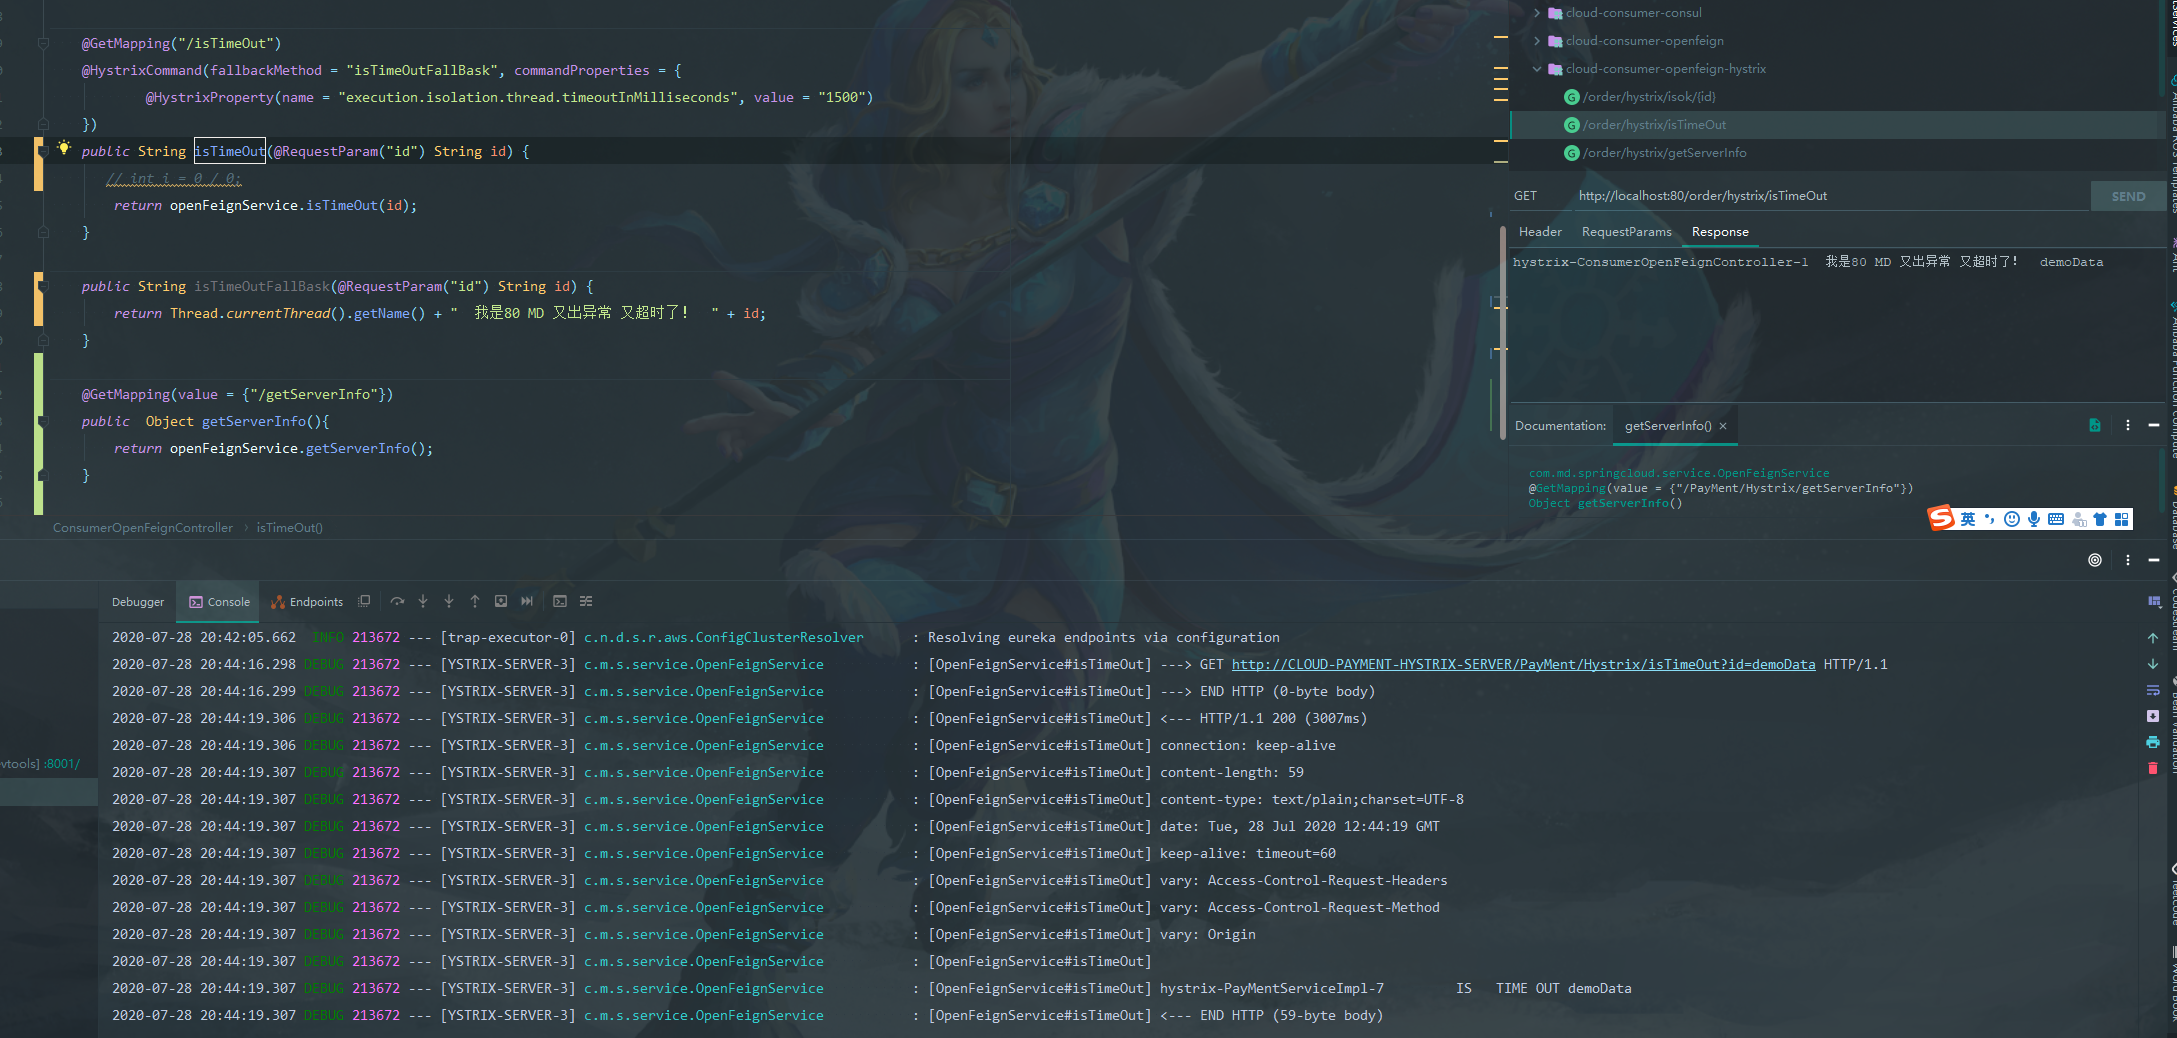 @GetMapping("/isTimeOut")
@HystrixCommand(fallbackMethod = "isTimeOutFallBask", commandProperties = {
@HystrixProperty(name = "execution.isolation.thread.timeoutInMilliseconds", value = "1500")
})
public String isTimeOut(@RequestParam("id") String id) {
// int i = 0 / 0;
return openFeignService.isTimeOut(id);
}
public String isTimeOutFallBask(@RequestParam("id") String id) {
return Thread.currentThread().getName() + "  我是80 MD 又出异常 又超时了!   " + id;
}
@GetMapping(value = {"/getServerInfo"})
public  Object getServerInfo(){
return openFeignService.getServerInfo();
}
ConsumerOpenFeignController > isTimeOut()
cloud-consumer-consul
cloud-consumer-openfeign
cloud-consumer-openfeign-hystrix
G /order/hystrix/isok/{id}
G /order/hystrix/isTimeOut
G /order/hystrix/getServerInfo
GET http://localhost:80/order/hystrix/isTimeOut SEND
Header RequestParams Response
hystrix-ConsumerOpenFeignController-1  我是80 MD 又出异常 又超时了!   demoData
Documentation: getServerInfo() ×
com.md.springcloud.service.OpenFeignService
@GetMapping(value = {"/PayMent/Hystrix/getServerInfo"})
Object getServerInfo()
英
Debugger Console Endpoints
vtools] :8001/
2020-07-28 20:42:05.662  INFO 213672 --- [trap-executor-0] c.n.d.s.r.aws.ConfigClusterResolver      : Resolving eureka endpoints via configuration
2020-07-28 20:44:16.298 DEBUG 213672 --- [YSTRIX-SERVER-3] c.m.s.service.OpenFeignService           : [OpenFeignService#isTimeOut] ---> GET http://CLOUD-PAYMENT-HYSTRIX-SERVER/PayMent/Hystrix/isTimeOut?id=demoData HTTP/1.1
2020-07-28 20:44:16.299 DEBUG 213672 --- [YSTRIX-SERVER-3] c.m.s.service.OpenFeignService           : [OpenFeignService#isTimeOut] ---> END HTTP (0-byte body)
2020-07-28 20:44:19.306 DEBUG 213672 --- [YSTRIX-SERVER-3] c.m.s.service.OpenFeignService           : [OpenFeignService#isTimeOut] <--- HTTP/1.1 200 (3007ms)
2020-07-28 20:44:19.306 DEBUG 213672 --- [YSTRIX-SERVER-3] c.m.s.service.OpenFeignService           : [OpenFeignService#isTimeOut] connection: keep-alive
2020-07-28 20:44:19.307 DEBUG 213672 --- [YSTRIX-SERVER-3] c.m.s.service.OpenFeignService           : [OpenFeignService#isTimeOut] content-length: 59
2020-07-28 20:44:19.307 DEBUG 213672 --- [YSTRIX-SERVER-3] c.m.s.service.OpenFeignService           : [OpenFeignService#isTimeOut] content-type: text/plain;charset=UTF-8
2020-07-28 20:44:19.307 DEBUG 213672 --- [YSTRIX-SERVER-3] c.m.s.service.OpenFeignService           : [OpenFeignService#isTimeOut] date: Tue, 28 Jul 2020 12:44:19 GMT
2020-07-28 20:44:19.307 DEBUG 213672 --- [YSTRIX-SERVER-3] c.m.s.service.OpenFeignService           : [OpenFeignService#isTimeOut] keep-alive: timeout=60
2020-07-28 20:44:19.307 DEBUG 213672 --- [YSTRIX-SERVER-3] c.m.s.service.OpenFeignService           : [OpenFeignService#isTimeOut] vary: Access-Control-Request-Headers
2020-07-28 20:44:19.307 DEBUG 213672 --- [YSTRIX-SERVER-3] c.m.s.service.OpenFeignService           : [OpenFeignService#isTimeOut] vary: Access-Control-Request-Method
2020-07-28 20:44:19.307 DEBUG 213672 --- [YSTRIX-SERVER-3] c.m.s.service.OpenFeignService           : [OpenFeignService#isTimeOut] vary: Origin
2020-07-28 20:44:19.307 DEBUG 213672 --- [YSTRIX-SERVER-3] c.m.s.service.OpenFeignService           : [OpenFeignService#isTimeOut]
2020-07-28 20:44:19.307 DEBUG 213672 --- [YSTRIX-SERVER-3] c.m.s.service.OpenFeignService           : [OpenFeignService#isTimeOut] hystrix-PayMentServiceImpl-7         IS   TIME OUT demoData
2020-07-28 20:44:19.307 DEBUG 213672 --- [YSTRIX-SERVER-3] c.m.s.service.OpenFeignService           : [OpenFeignService#isTimeOut] <--- END HTTP (59-byte body)